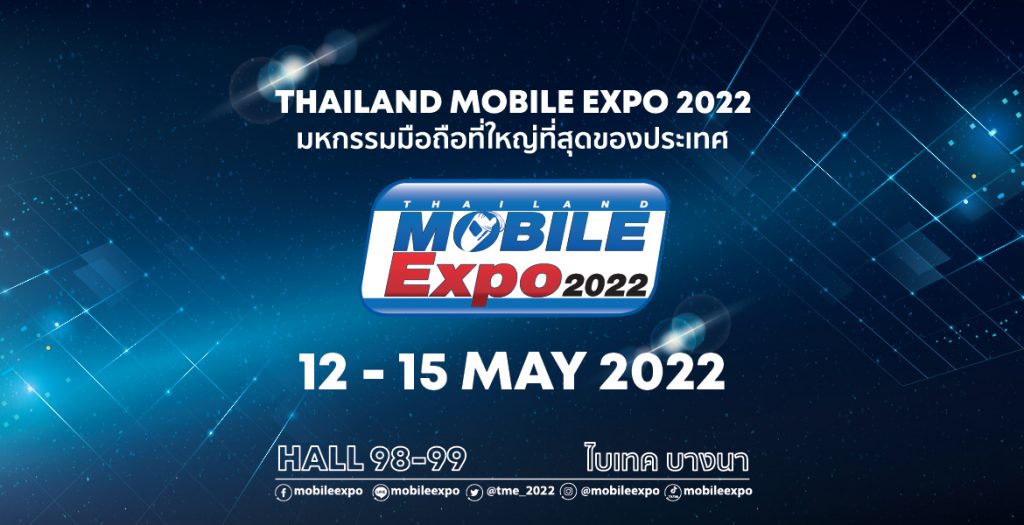 THAILAND MOBILE EXPO 2022
มหกรรมมือถือที่ใหญ่ที่สุดของประเทศ
THAILAND
MOBILE
Expo 2022
12 - 15 MAY 2022
HALL 98-99 ไบเทค บางนา
mobileexpo mobileexpo @tme_2022 @mobileexpo mobileexpo